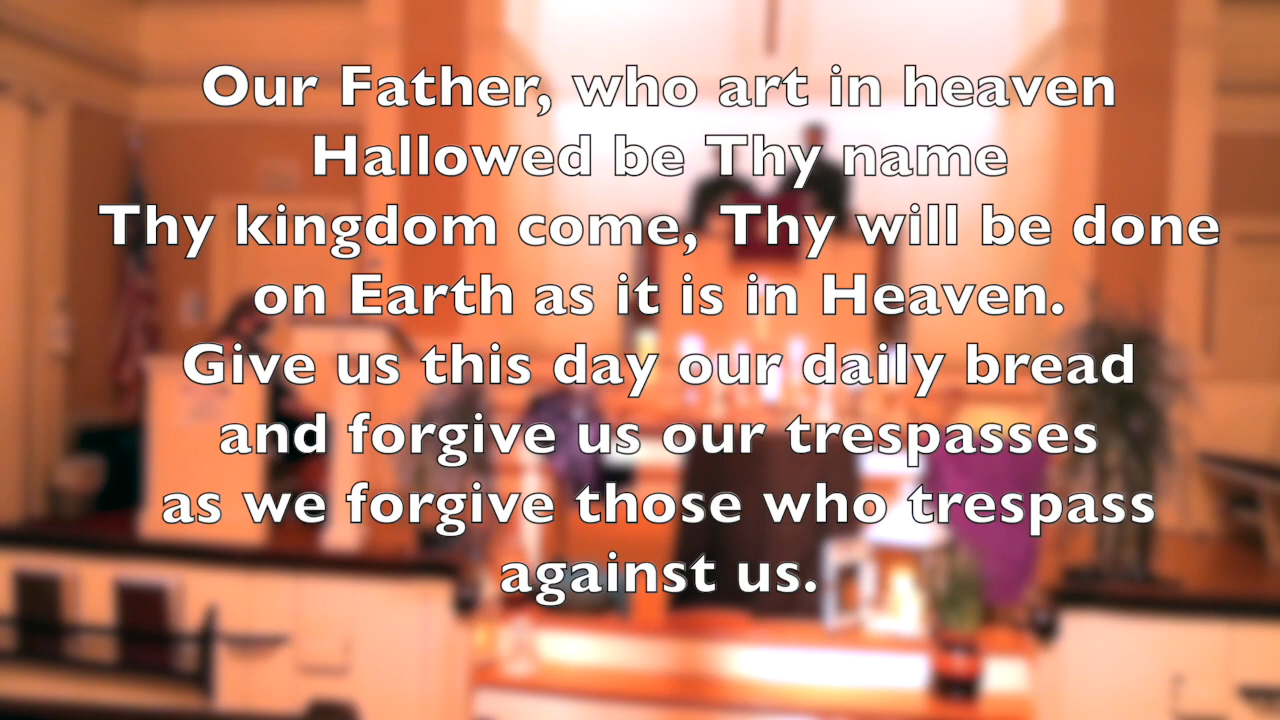 Our Father, who art in heaven
Hallowed be Thy name
Thy kingdom come, Thy will be done
on Earth as it is in Heaven.
Give us this day our daily bread
and forgive us our trespasses
as we forgive those who trespass
against us.